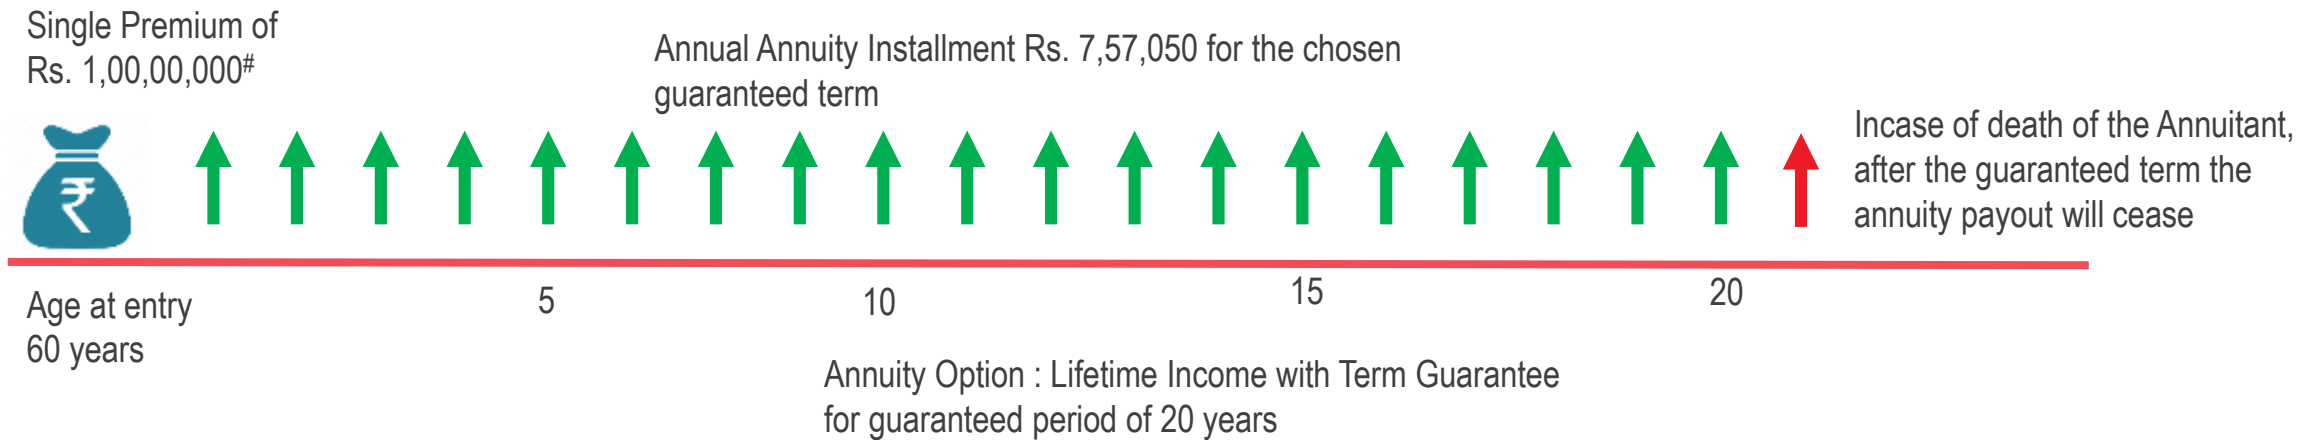 Single Premium of
Rs. 1,00,00,000#
Annual Annuity Installment Rs. 7,57,050 for the chosen
guaranteed term
Incase of death of the Annuitant,
after the guaranteed term the
annuity payout will cease
₹
Age at entry
60 years
5
10
15
20
Annuity Option : Lifetime Income with Term Guarantee
for guaranteed period of 20 years